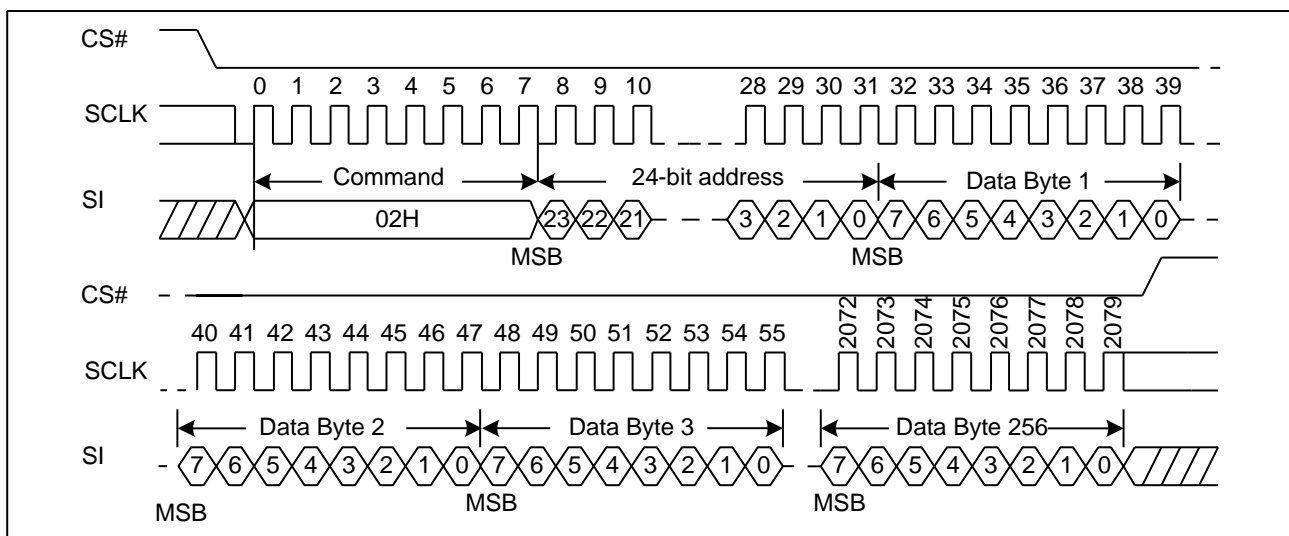 CS#
0 1 2 3 4 5 6 7 8 9 10 28 29 30 31 32 33 34 35 36 37 38 39
SCLK
Command 24-bit address Data Byte 1
SI
02H 23 22 21 3 2 1 0 7 6 5 4 3 2 1 0
MSB MSB
CS#
40 41 42 43 44 45 46 47 48 49 50 51 52 53 54 55 2072 2073 2074 2075 2076 2077 2078 2079
SCLK
Data Byte 2 Data Byte 3 Data Byte 256
SI
7 6 5 4 3 2 1 0 7 6 5 4 3 2 1 0 7 6 5 4 3 2 1 0
MSB MSB MSB